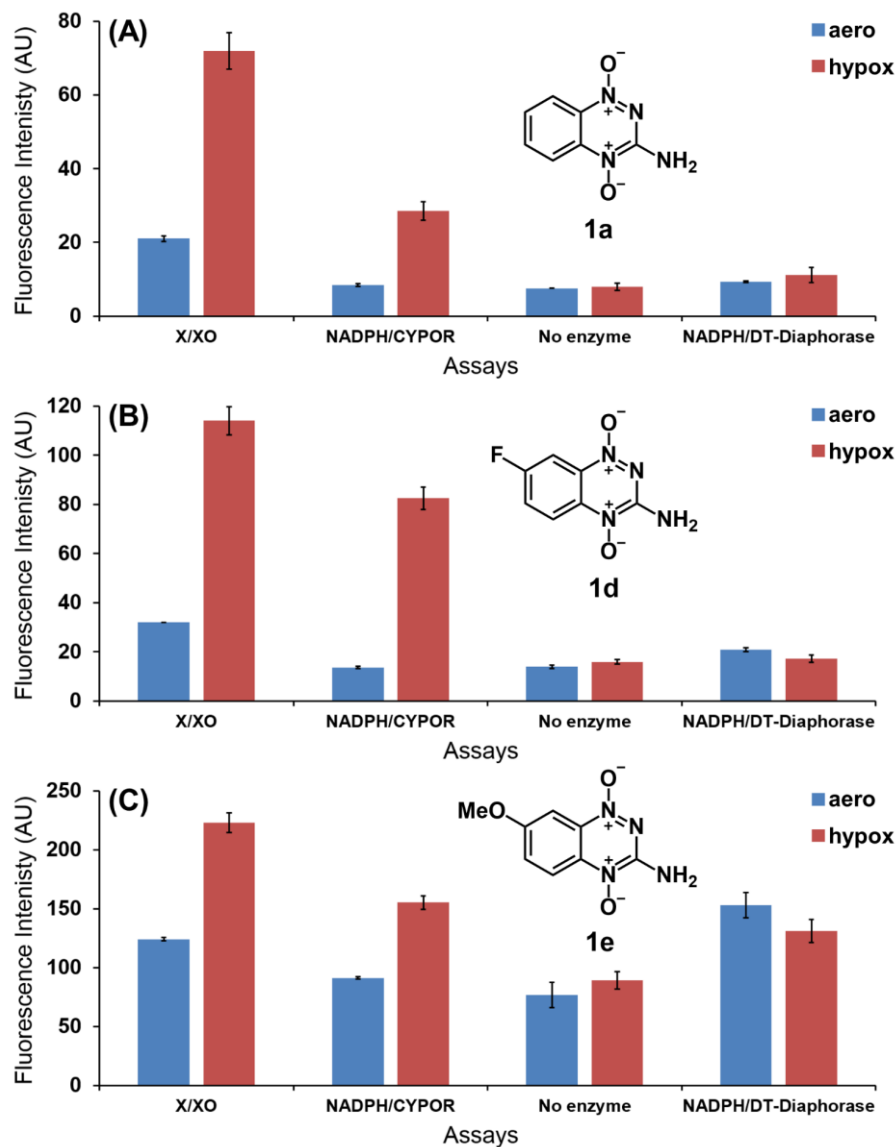 (A)
aero
hypox
Fluorescence Intenisty (AU)
80
60
40
20
0
O−
N+
N
N+
O−
NH2
1a
X/XO
NADPH/CYPOR
No enzyme
NADPH/DT-Diaphorase
Assays
(B)
aero
hypox
Fluorescence Intenisty (AU)
120
100
80
60
40
20
0
F
O−
N+
N
N+
O−
NH2
1d
X/XO
NADPH/CYPOR
No enzyme
NADPH/DT-Diaphorase
Assays
(C)
aero
hypox
Fluorescence Intenisty (AU)
250
200
150
100
50
0
MeO
O−
N+
N
N+
O−
NH2
1e
X/XO
NADPH/CYPOR
No enzyme
NADPH/DT-Diaphorase
Assays